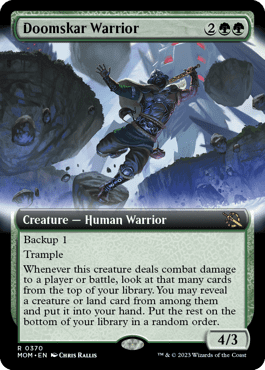 Doomskar Warrior 2
Creature — Human Warrior
Backup 1
Trample
Whenever this creature deals combat damage
to a player or battle, look at that many cards
from the top of your library. You may reveal
a creature or land card from among them
and put it into your hand. Put the rest on the
bottom of your library in a random order.
4/3
R 0370
MOM • EN Chris Rallis
™ & © 2023 Wizards of the Coast